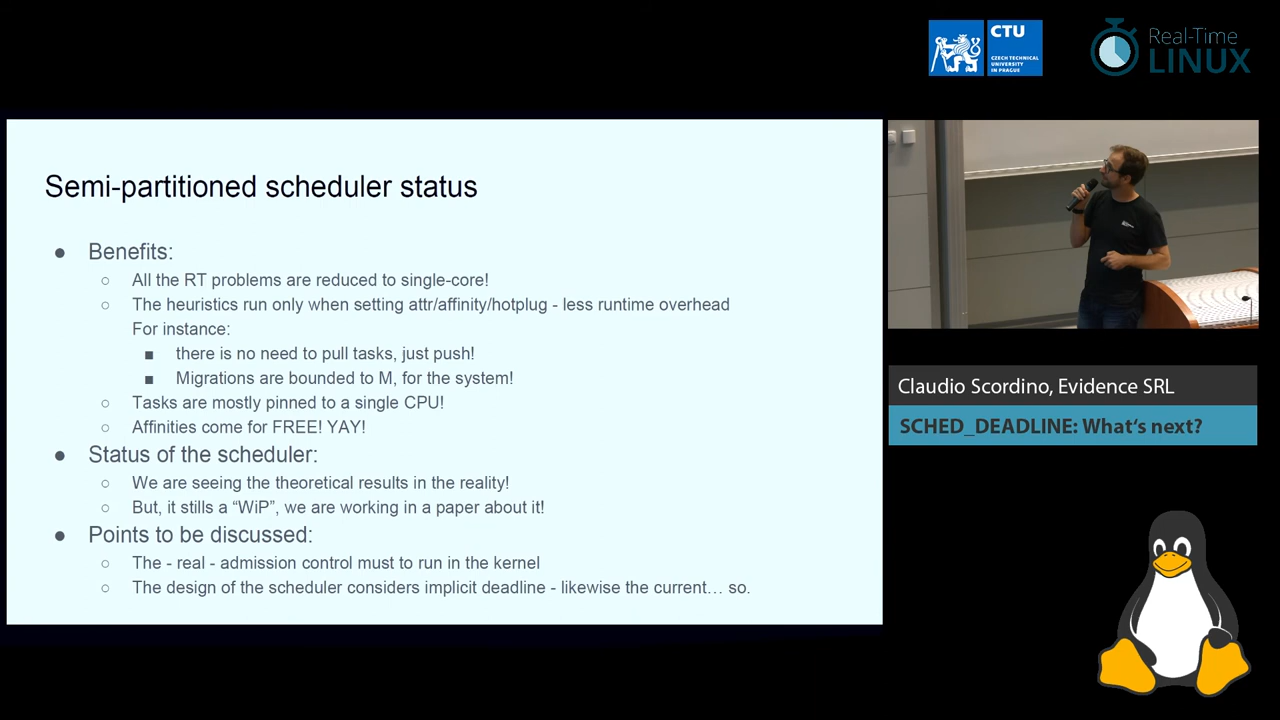 CTU
CZECH TECHNICAL
UNIVERSITY
IN PRAGUE
Real-Time
LINUX
Semi-partitioned scheduler status
● Benefits:
○ All the RT problems are reduced to single-core!
○ The heuristics run only when setting attr/affinity/hotplug - less runtime overhead
For instance:
■ there is no need to pull tasks, just push!
■ Migrations are bounded to M, for the system!
○ Tasks are mostly pinned to a single CPU!
○ Affinities come for FREE! YAY!
● Status of the scheduler:
○ We are seeing the theoretical results in the reality!
○ But, it stills a “WiP”, we are working in a paper about it!
● Points to be discussed:
○ The - real - admission control must to run in the kernel
○ The design of the scheduler considers implicit deadline - likewise the current… so.
Claudio Scordino, Evidence SRL
SCHED_DEADLINE: What‘s next?